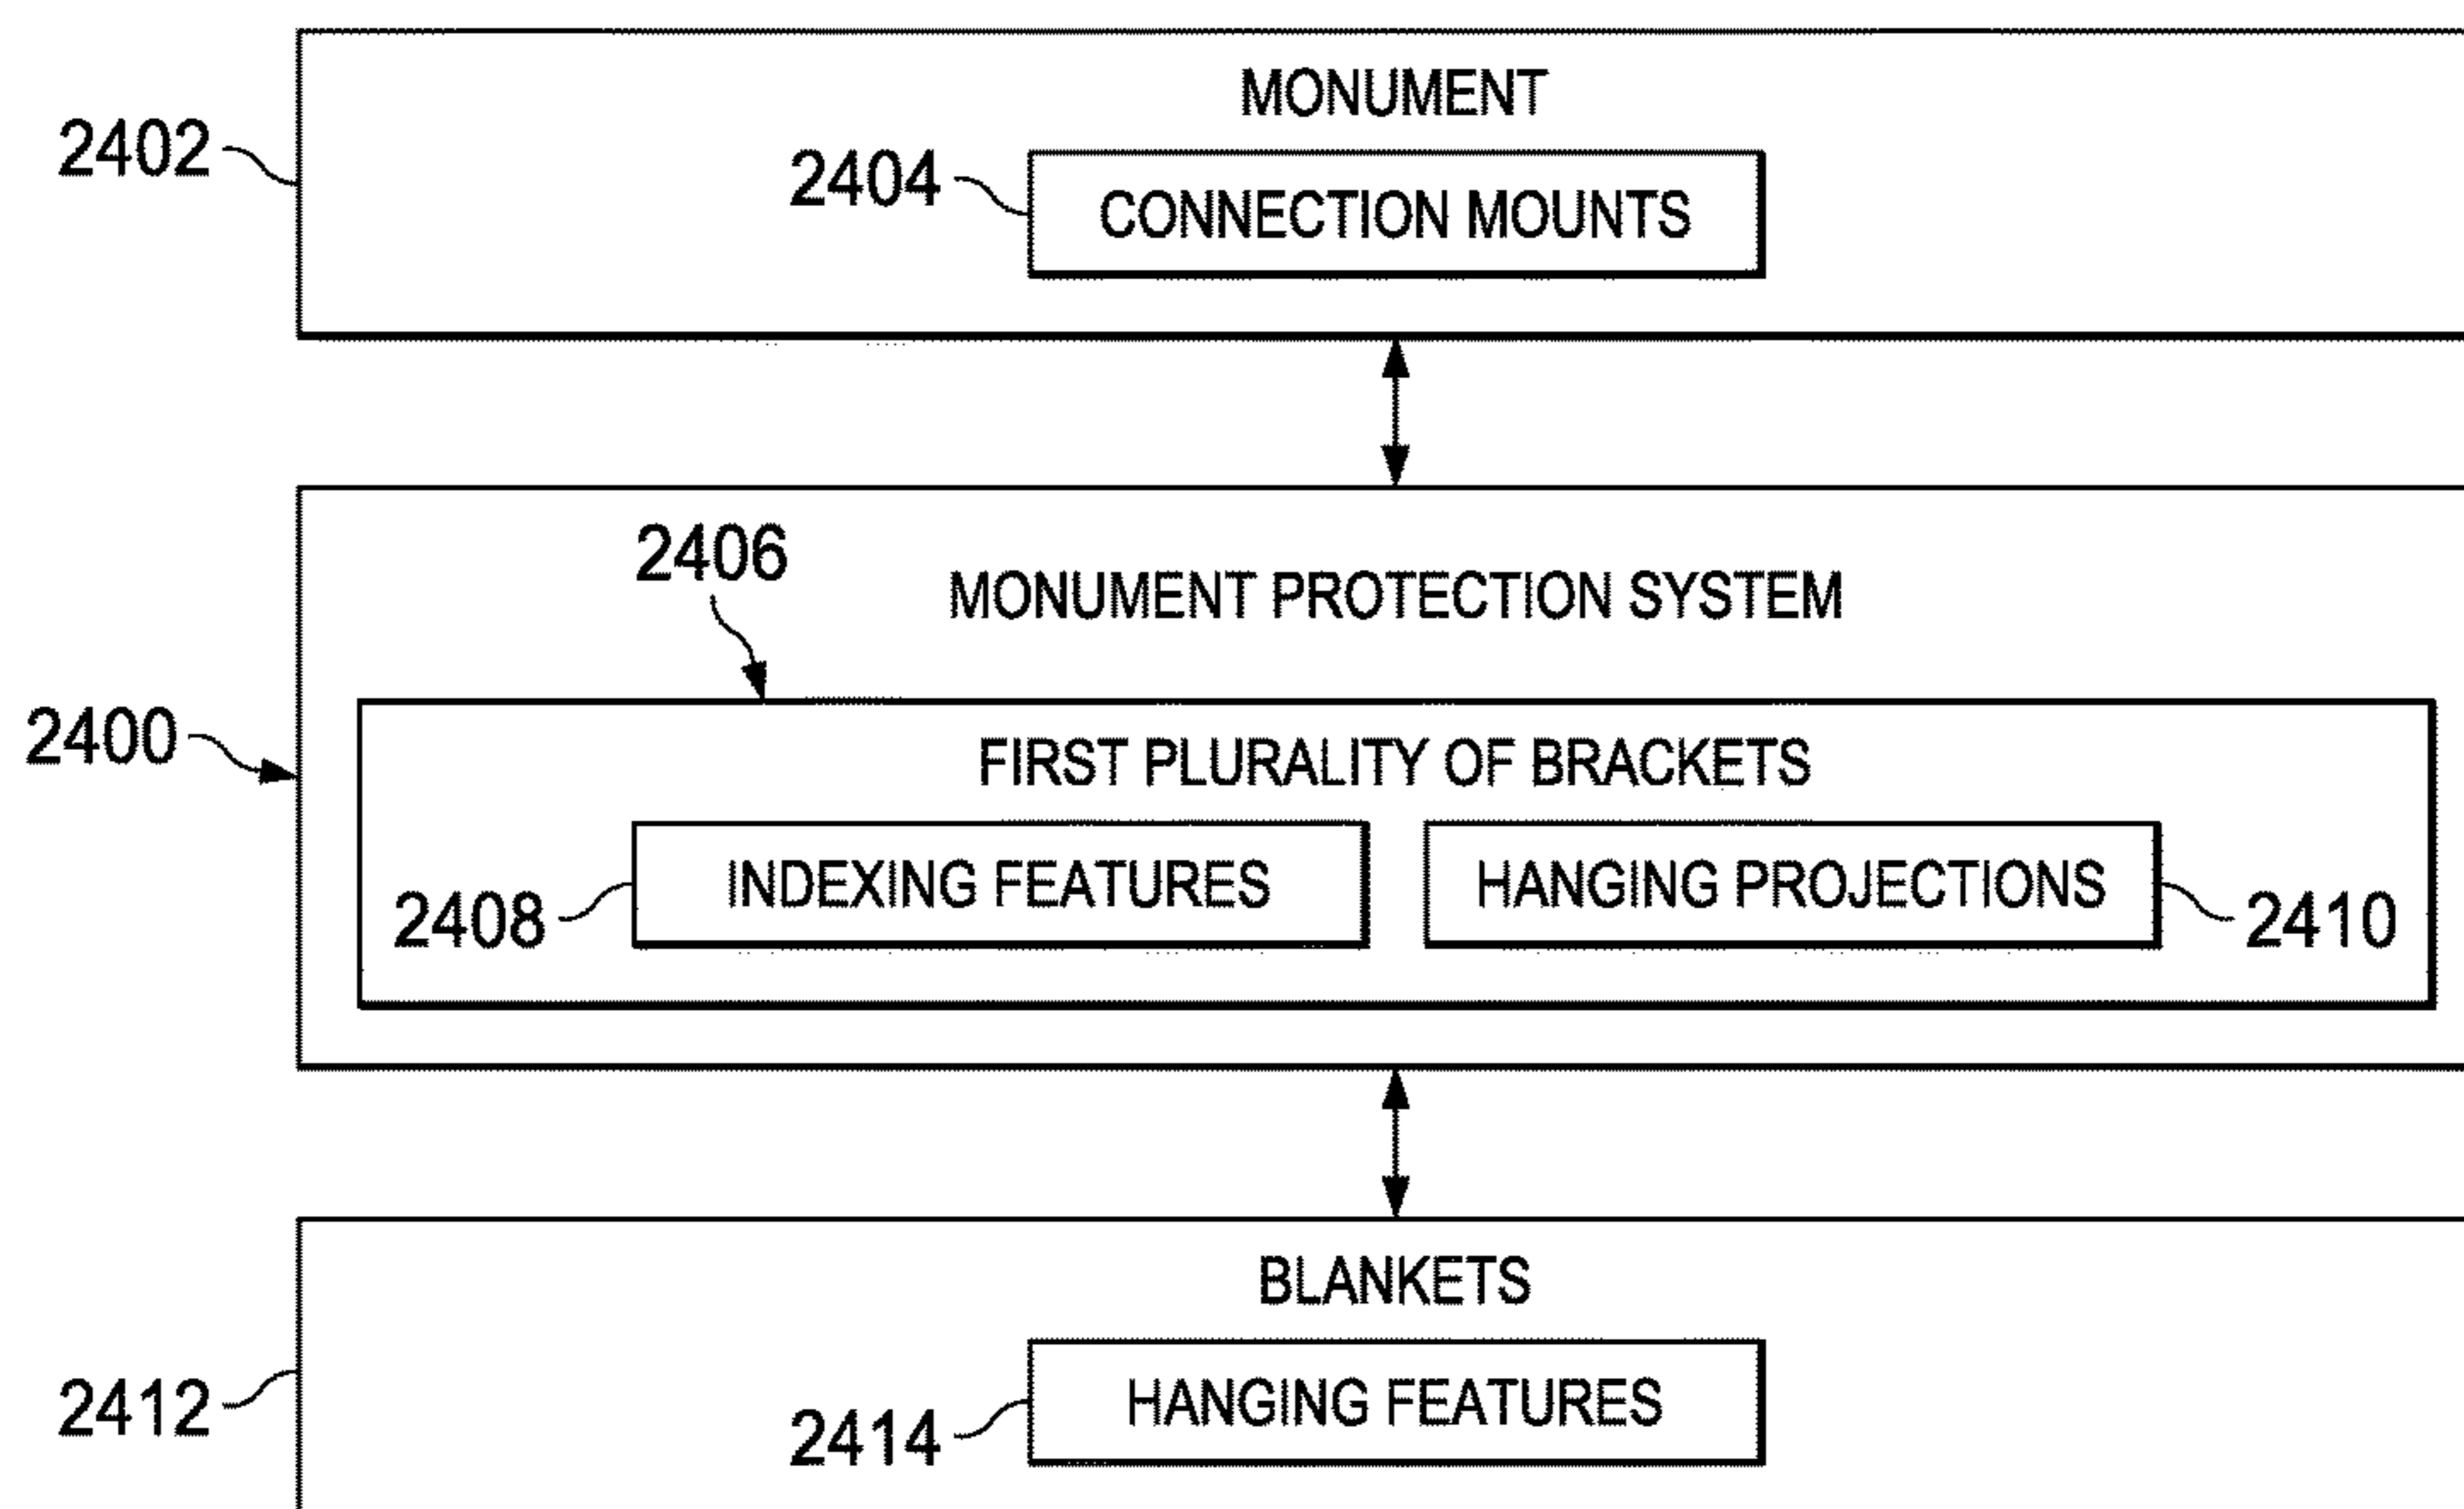 MONUMENT
2402
2404
CONNECTION MOUNTS
2406
MONUMENT PROTECTION SYSTEM
2400
FIRST PLURALITY OF BRACKETS
2408
INDEXING FEATURES
HANGING PROJECTIONS
2410
BLANKETS
2412
2414
HANGING FEATURES